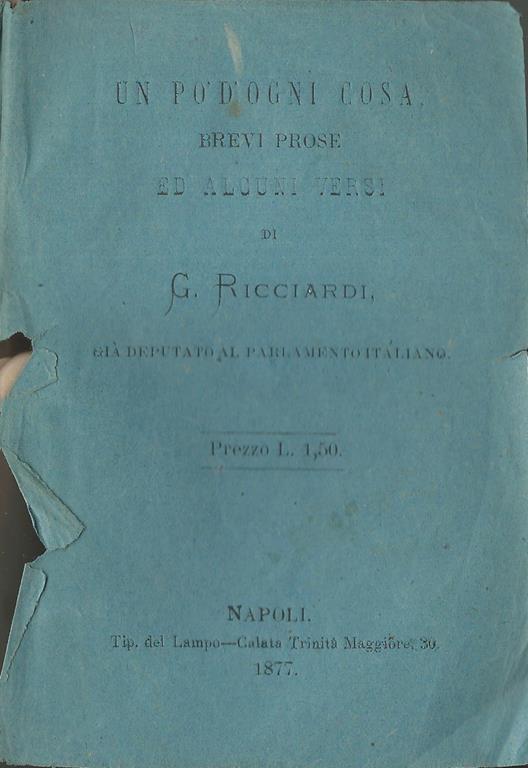 UN PO' D'OGNI COSA,
BREVI PROSE
ED ALCUNI VERSI
DI
G. RICCIARDI,
GIÀ DEPUTATO AL PARLAMENTO ITALIANO.
Prezzo L. 1,50.
NAPOLI.
Tip. del Lampo—Calata Trinità Maggiore, 30.
1877.